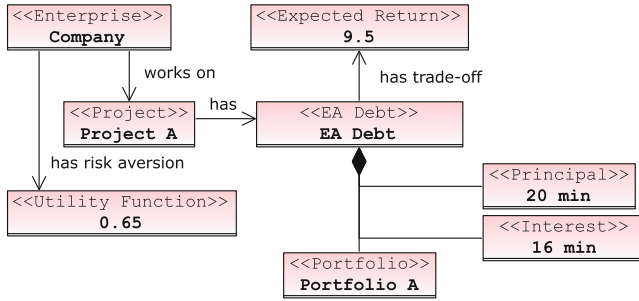 <<Enterprise>>
Company
<<Expected Return>>
9.5
works on
has trade-off
<<Project>>
Project A
has
<<EA Debt>>
EA Debt
has risk aversion
<<Utility Function>>
0.65
<<Principal>>
20 min
<<Interest>>
16 min
<<Portfolio>>
Portfolio A